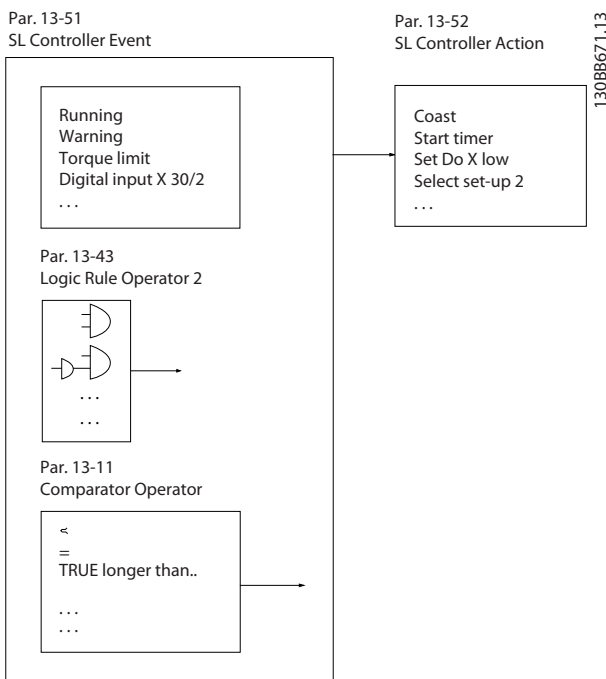 Par. 13-51
SL Controller Event
Par. 13-52
SL Controller Action
130BB671.13
Running
Warning
Torque limit
Digital input X 30/2
. . .
Coast
Start timer
Set Do X low
Select set-up 2
. . .
Par. 13-43
Logic Rule Operator 2
. . .
. . .
Par. 13-11
Comparator Operator
<
=
TRUE longer than..
. . .
. . .